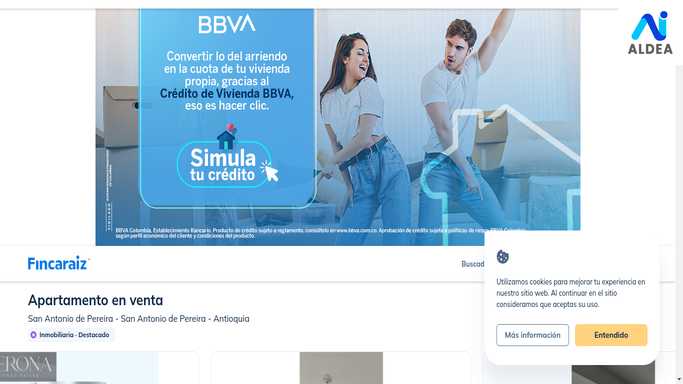 BBVA
Convertir lo del arriendo
en la cuota de tu vivienda
propia, gracias al
Crédito de Vivienda BBVA,
eso es hacer clic.
Simula
tu crédito
BBVA Colombia. Establecimiento Bancario. Producto de crédito sujeto a reglamento, consúltelo en www.bbva.com.co. Aprobación de crédito sujeta a políticas de riesgo BBVA Colombia,
según perfil económico del cliente y condiciones del producto.
ALDEA
Fincaraiz
Buscad
Utilizamos cookies para mejorar tu experiencia en
nuestro sitio web. Al continuar en el sitio
consideramos que aceptas su uso.
Más información
Entendido
Apartamento en venta
San Antonio de Pereira - San Antonio de Pereira - Antioquia
Inmobiliaria - Destacado
ERONA